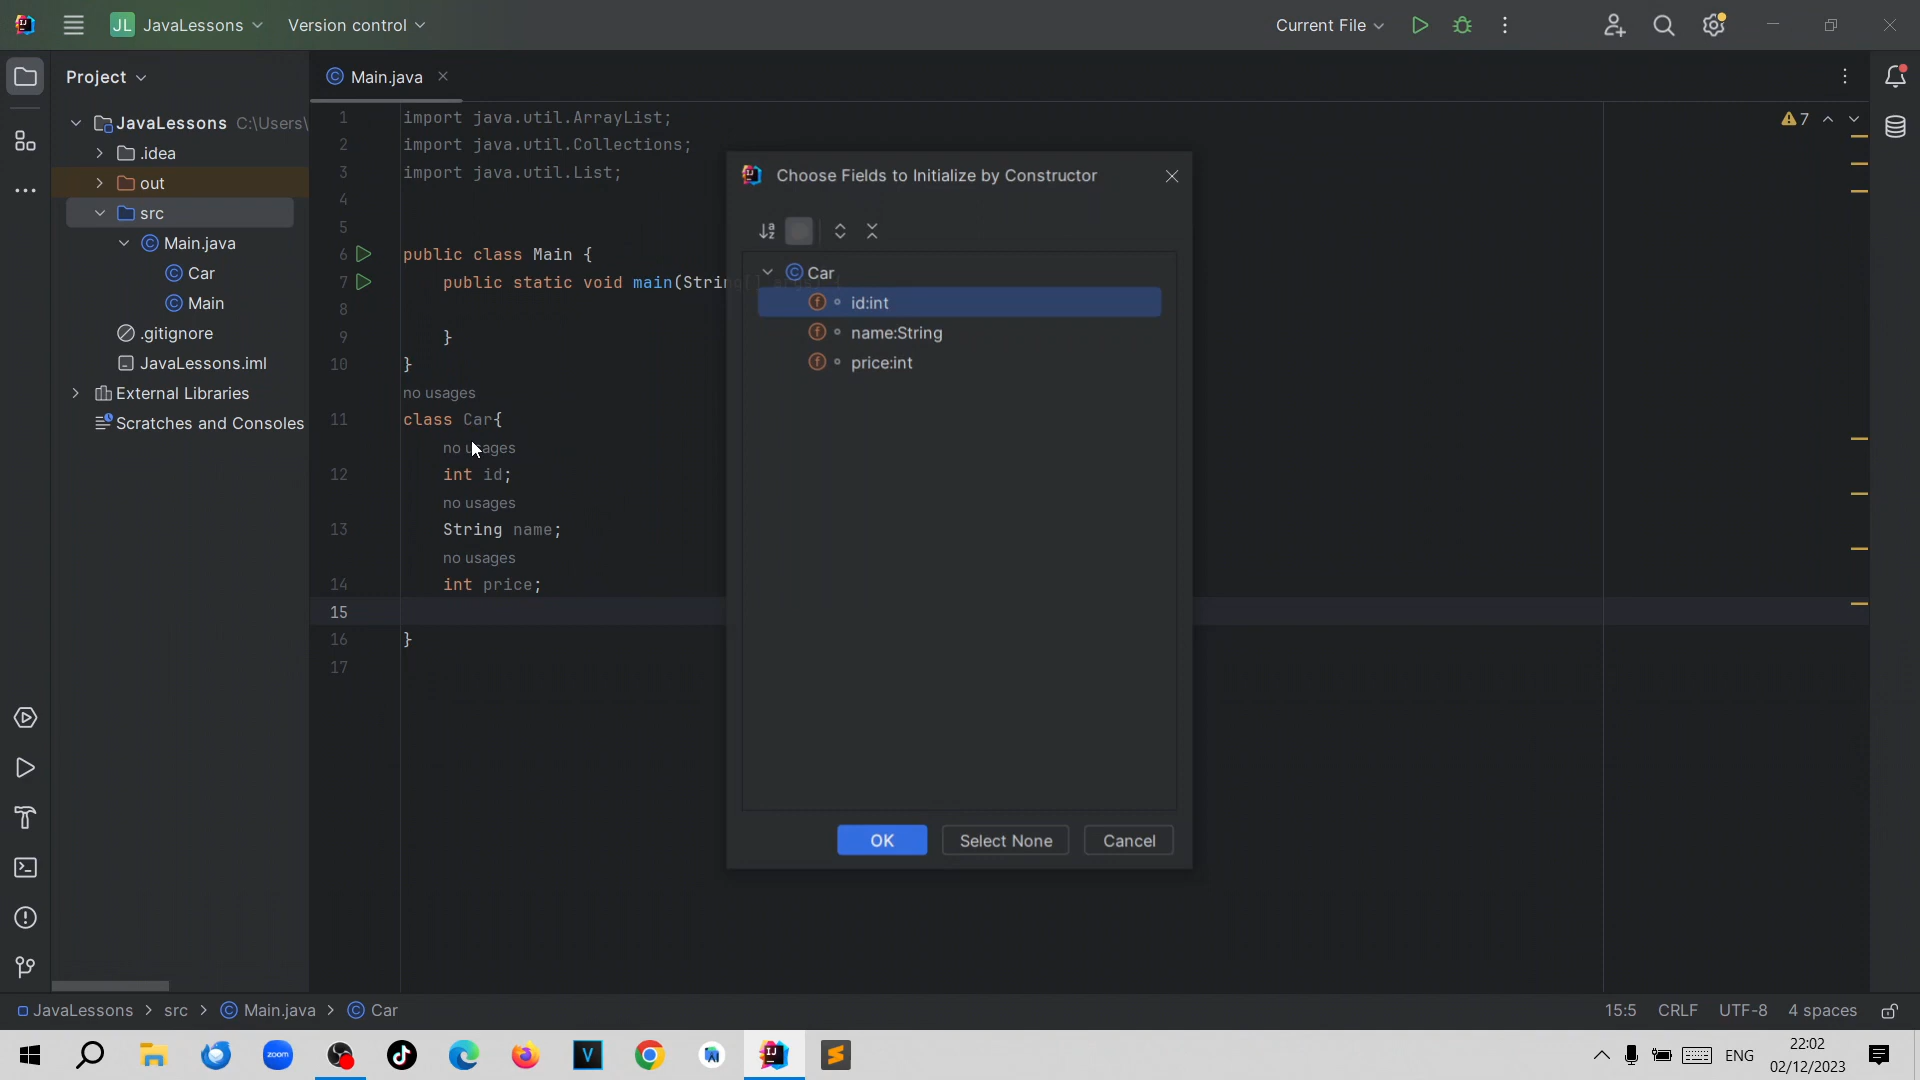 JL JavaLessons Version control Current File
Project
Main.java
JavaLessons C:\Users\
.idea
out
src
Main.java
Car
Main
.gitignore
JavaLessons.iml
External Libraries
Scratches and Consoles
1 import java.util.ArrayList;
2 import java.util.Collections;
3 import java.util.List;
4
5
6 public class Main {
7 public static void main(String[] args) {
8
9 }
10 }
no usages
11 class Car{
no usages
12 int id;
no usages
13 String name;
no usages
14 int price;
15
16 }
17
7
Choose Fields to Initialize by Constructor
Car
id:int
name:String
price:int
OK Select None Cancel
JavaLessons > src > Main.java > Car
15:5 CRLF UTF-8 4 spaces
zoom
ENG
22:02
02/12/2023